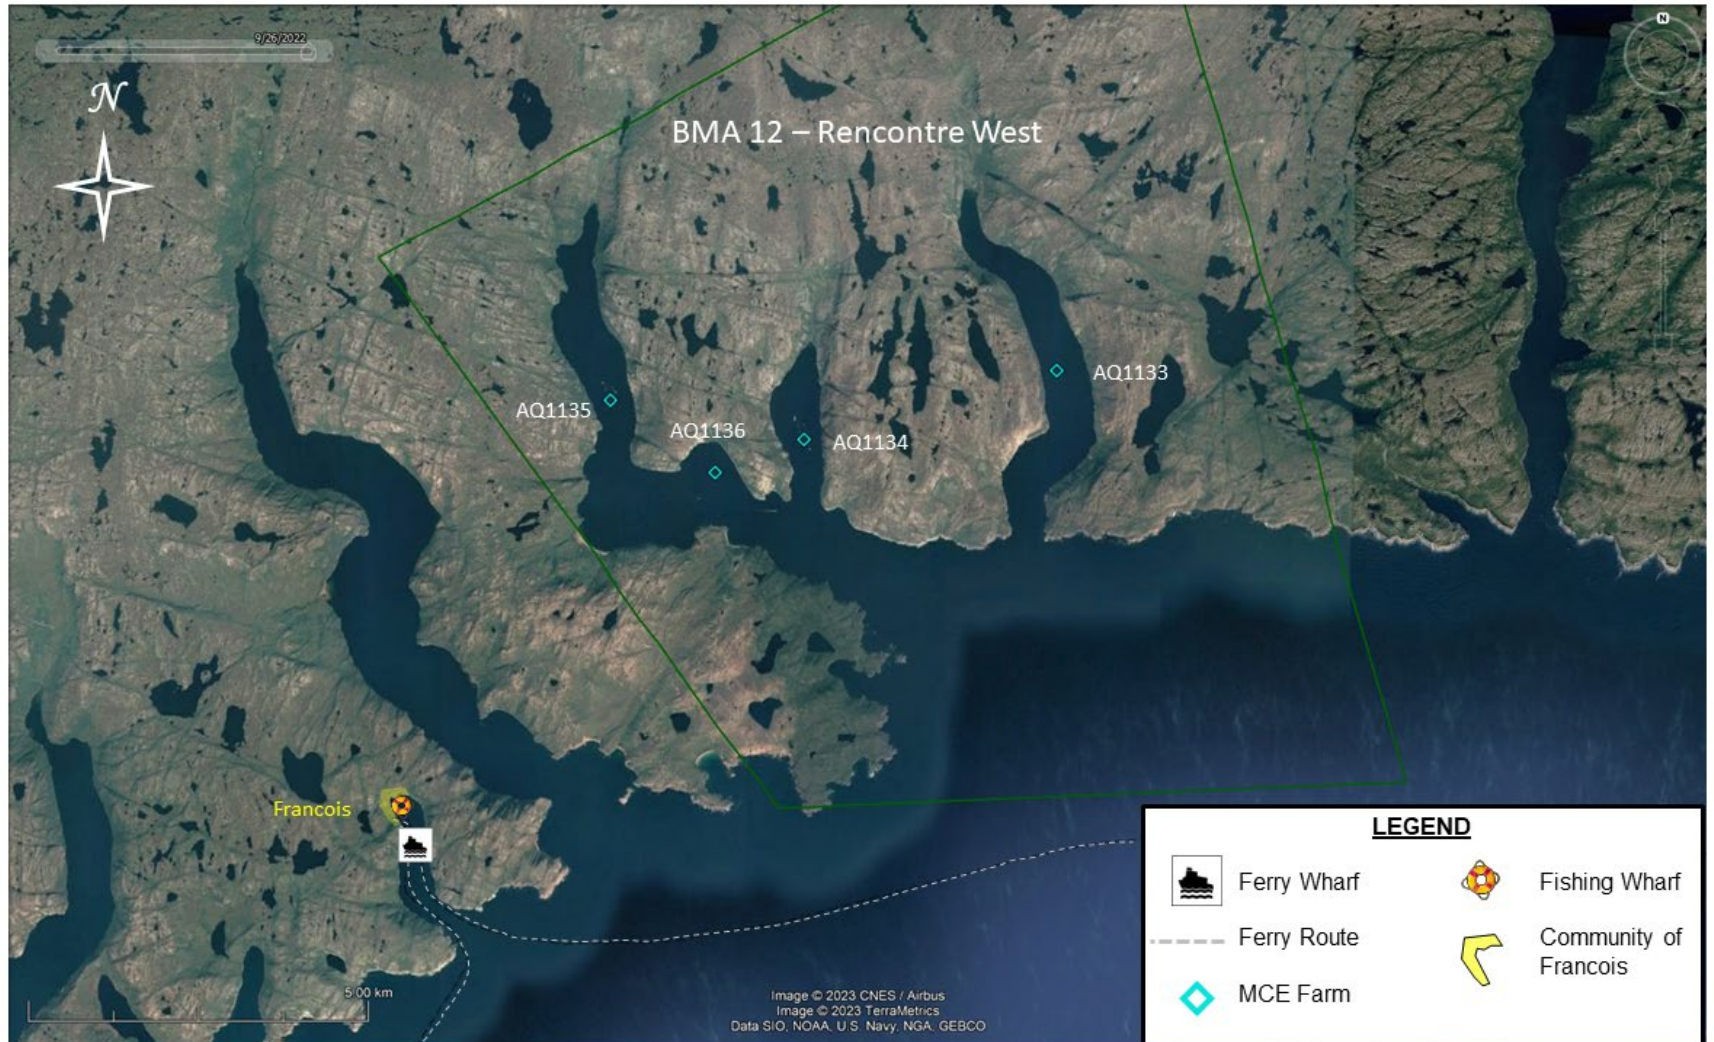 9/26/2022
N
N
BMA 12 – Rencontre West
AQ1133
AQ1135
AQ1136
AQ1134
Francois
LEGEND
Ferry Wharf
Fishing Wharf
Ferry Route
Community of
Francois
MCE Farm
5.00 km
Image © 2023 CNES / Airbus
Image © 2023 TerraMetrics
Data SIO, NOAA, U.S. Navy, NGA, GEBCO